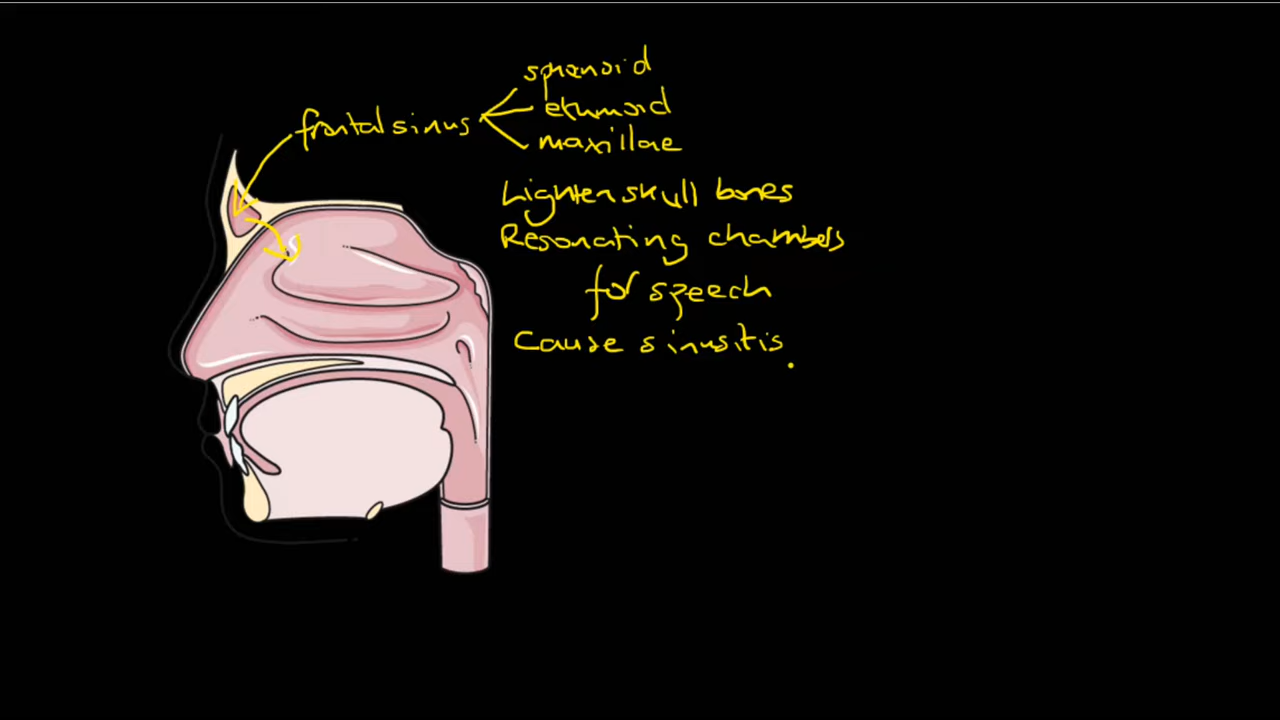 sphenoid
frontal sinus
ethmoid
maxillae
Lighten skull bones
Resonating chambers
for speech
Cause sinusitis